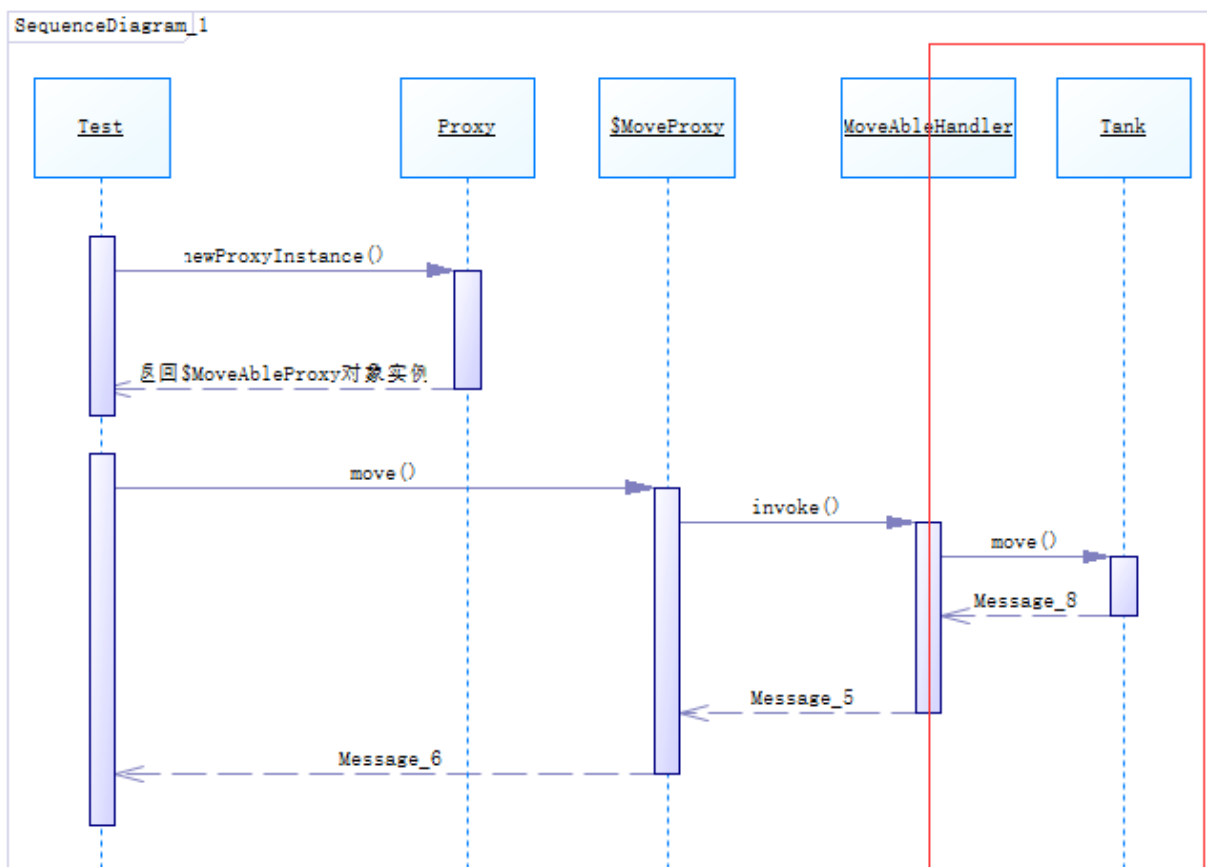 SequenceDiagram_1
Test
Proxy
$MoveProxy
MoveAbleHandler
Tank
newProxyInstance()
返回$MoveAbleProxy对象实例
move()
invoke()
move()
Message_8
Message_5
Message_6